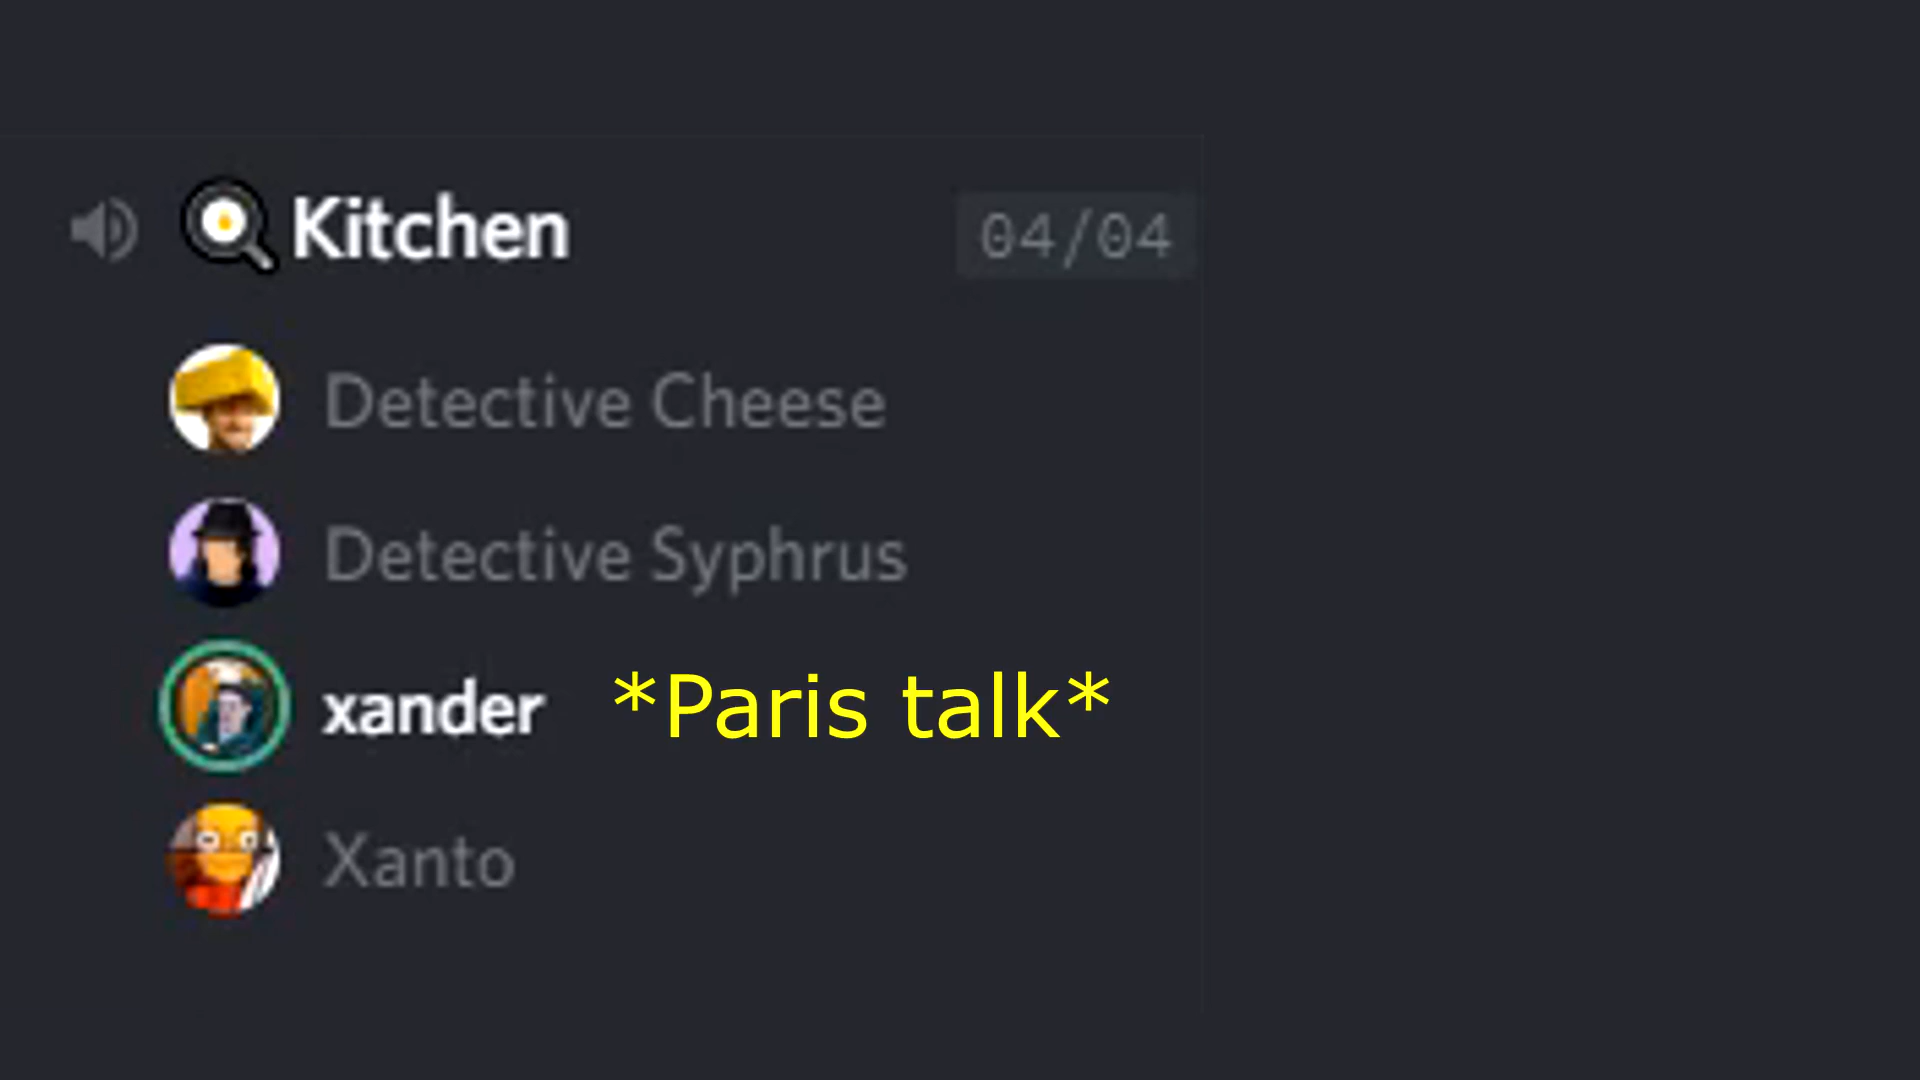 Kitchen 04/04
Detective Cheese
Detective Syphrus
xander *Paris talk*
Xanto